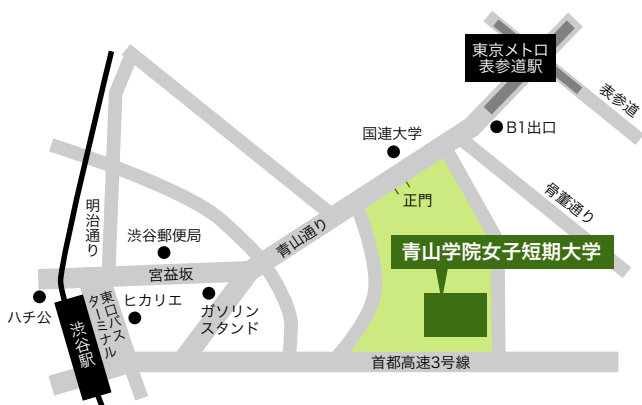 東京メトロ
表参道駅
表参道
B1出口
国連大学
正門
骨董通り
青山通り
青山学院女子短期大学
明治通り
渋谷郵便局
宮益坂
ヒカリエ
ガソリン
スタンド
ハチ公
東口バス
ターミナル
渋谷駅
首都高速3号線